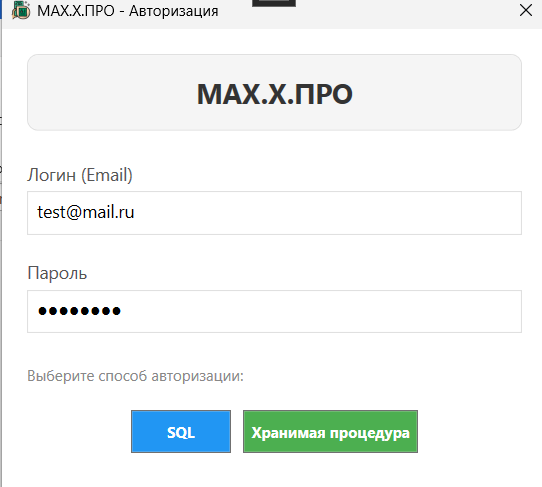 МАХ.Х.ПРО - Авторизация
МАХ.Х.ПРО
Логин (Email)
test@mail.ru
Пароль
●●●●●●●●
Выберите способ авторизации:
SQL
Хранимая процедура